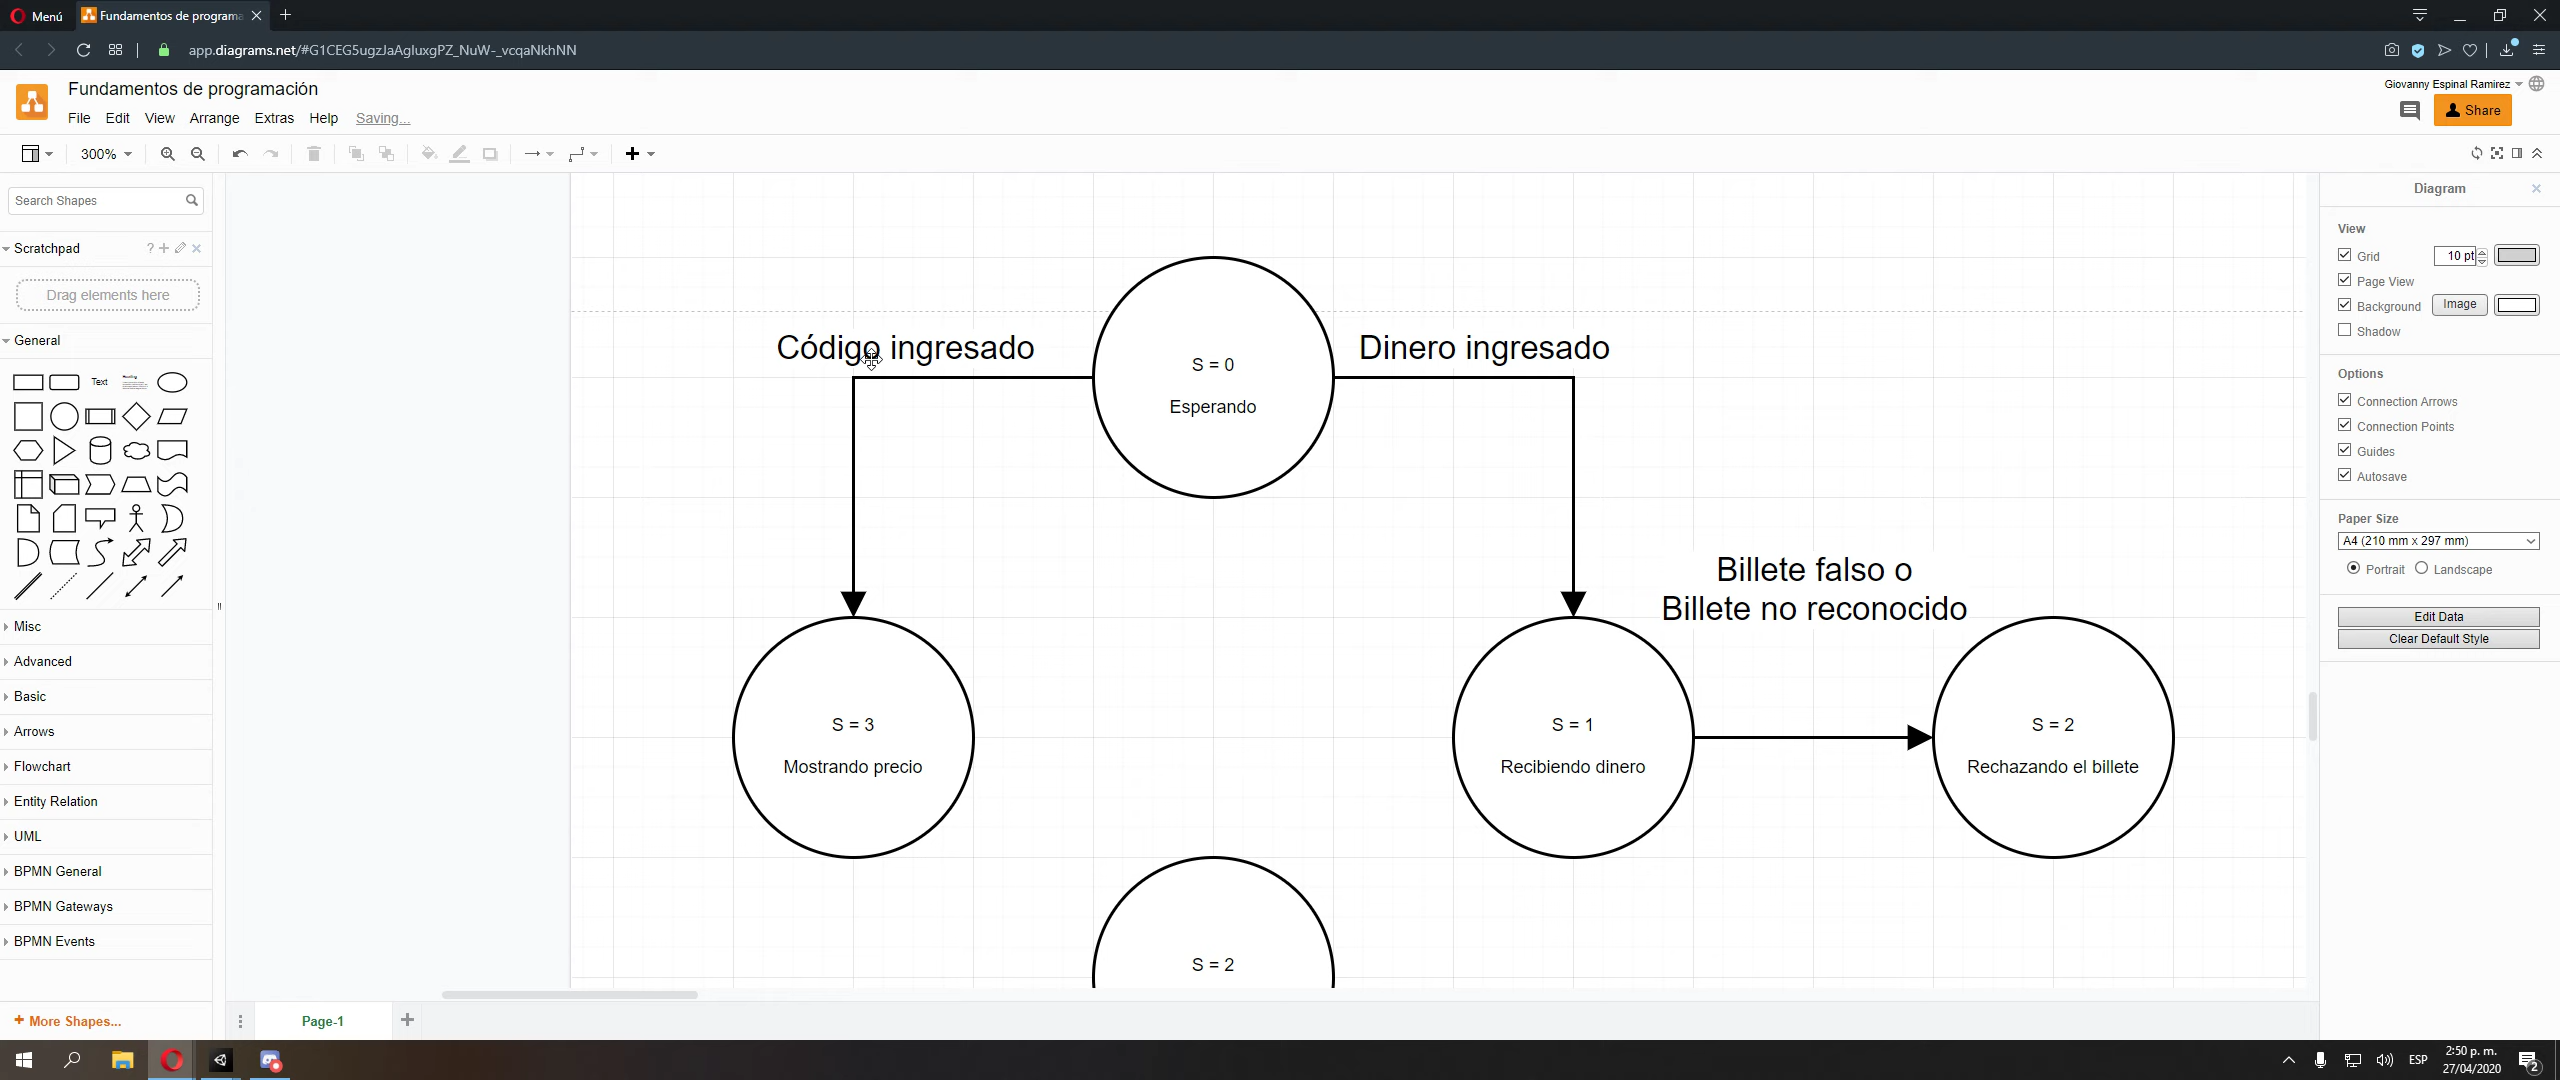 Menú
Fundamentos de programa
app.diagrams.net/#G1CEG5ugzJaAgluxgPZ_NuW-_vcqaNkhNN
Fundamentos de programación
Giovanny Espinal Ramirez
File Edit View Arrange Extras Help Saving...
Share
300%
Search Shapes
Scratchpad
?
Drag elements here
General
Text
Heading
Misc
Advanced
Basic
Arrows
Flowchart
Entity Relation
UML
BPMN General
BPMN Gateways
BPMN Events
More Shapes...
Código ingresado
Dinero ingresado
S = 0
Esperando
Billete falso o
Billete no reconocido
S = 3
Mostrando precio
S = 1
Recibiendo dinero
S = 2
Rechazando el billete
S = 2
Page-1
Diagram
View
Grid 10 pt
Page View
Background Image
Shadow
Options
Connection Arrows
Connection Points
Guides
Autosave
Paper Size
A4 (210 mm x 297 mm)
Portrait Landscape
Edit Data
Clear Default Style
ESP
2:50 p. m.
27/04/2020
2